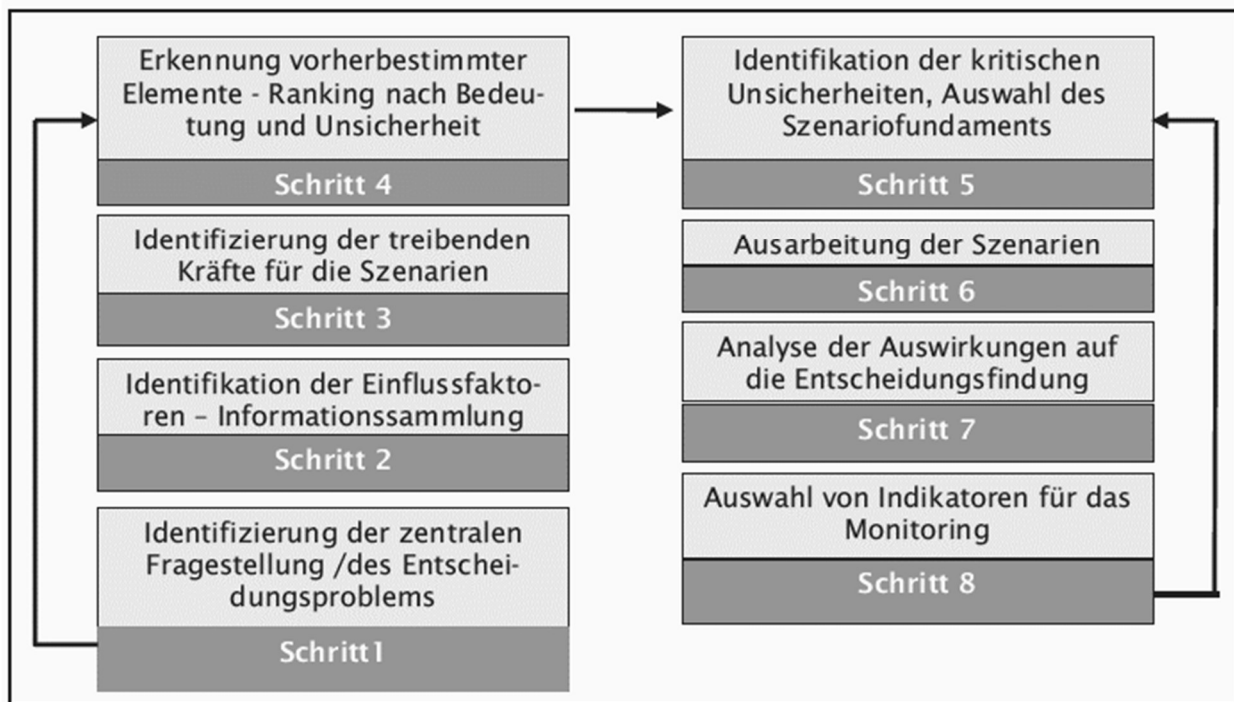 Erkennung vorherbestimmter
Elemente - Ranking nach Bedeu-
tung und Unsicherheit
Schritt 4
Identifizierung der treibenden
Kräfte für die Szenarien
Schritt 3
Identifikation der Einflussfakto-
ren – Informationssammlung
Schritt 2
Identifizierung der zentralen
Fragestellung /des Entschei-
dungsproblems
Schritt1
Identifikation der kritischen
Unsicherheiten, Auswahl des
Szenariofundaments
Schritt 5
Ausarbeitung der Szenarien
Schritt 6
Analyse der Auswirkungen auf
die Entscheidungsfindung
Schritt 7
Auswahl von Indikatoren für das
Monitoring
Schritt 8